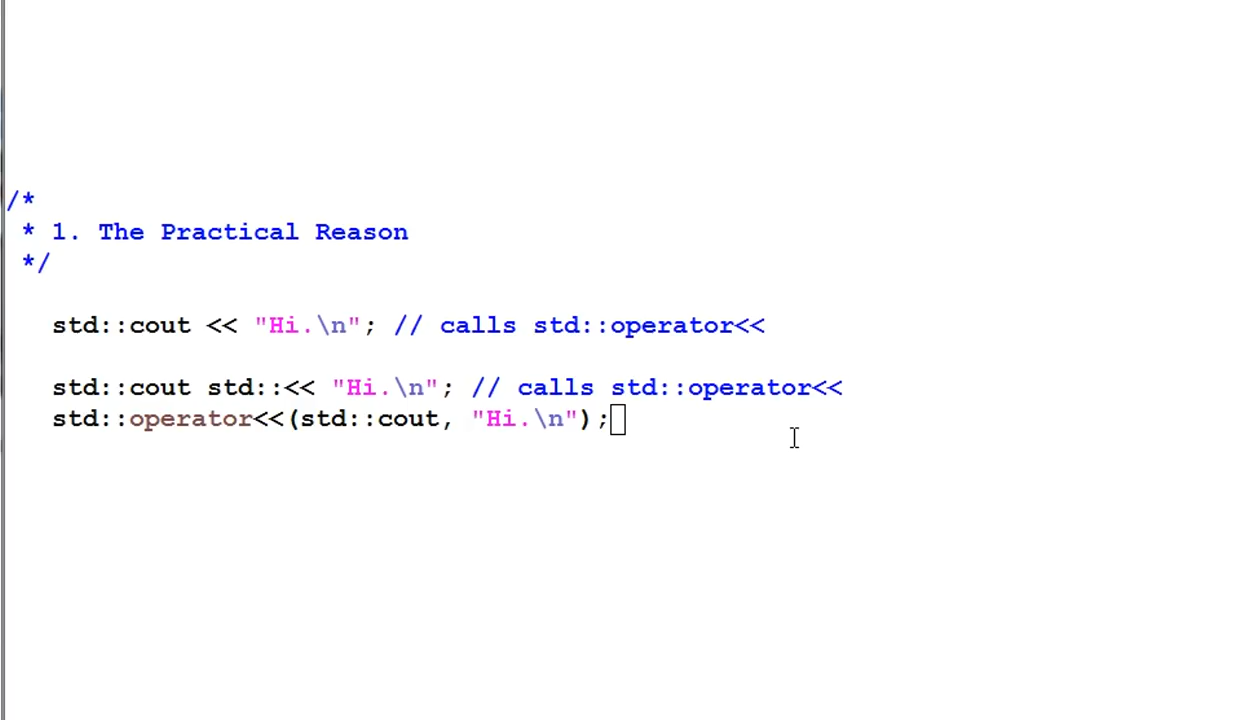 /*
* 1. The Practical Reason
*/
std::cout << "Hi.\n"; // calls std::operator<<
std::cout std::<< "Hi.\n"; // calls std::operator<<
std::operator<<(std::cout, "Hi.\n");